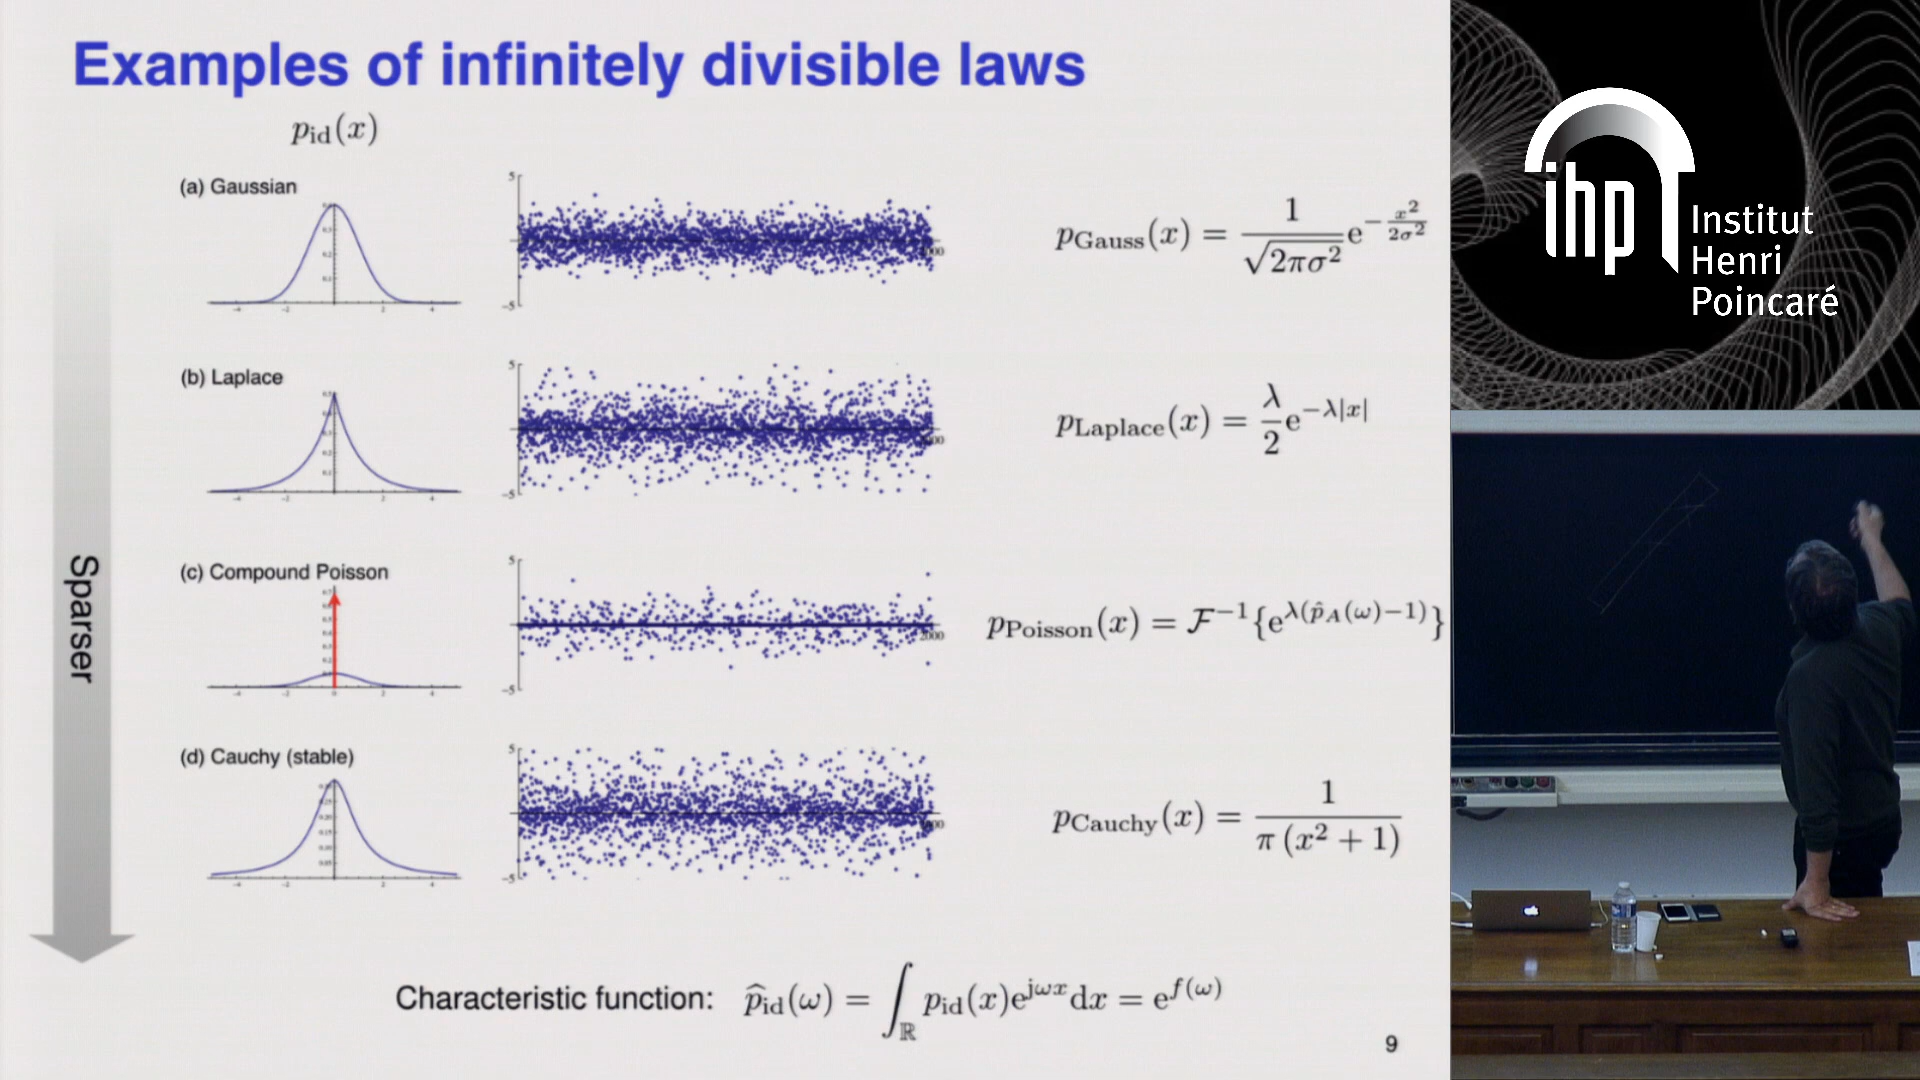 Examples of infinitely divisible laws
p_id(x)
(a) Gaussian
p_Gauss(x) = 1/√(2πσ²) e^(−x²/(2σ²))
(b) Laplace
p_Laplace(x) = λ/2 e^(−λ|x|)
(c) Compound Poisson
p_Poisson(x) = F⁻¹{e^(λ(p̂_A(ω)−1))}
(d) Cauchy (stable)
p_Cauchy(x) = 1/(π(x² + 1))
Sparser
Characteristic function: p̂_id(ω) = ∫_ℝ p_id(x)e^(jωx)dx = e^(f(ω))
9
ihp
Institut
Henri
Poincaré